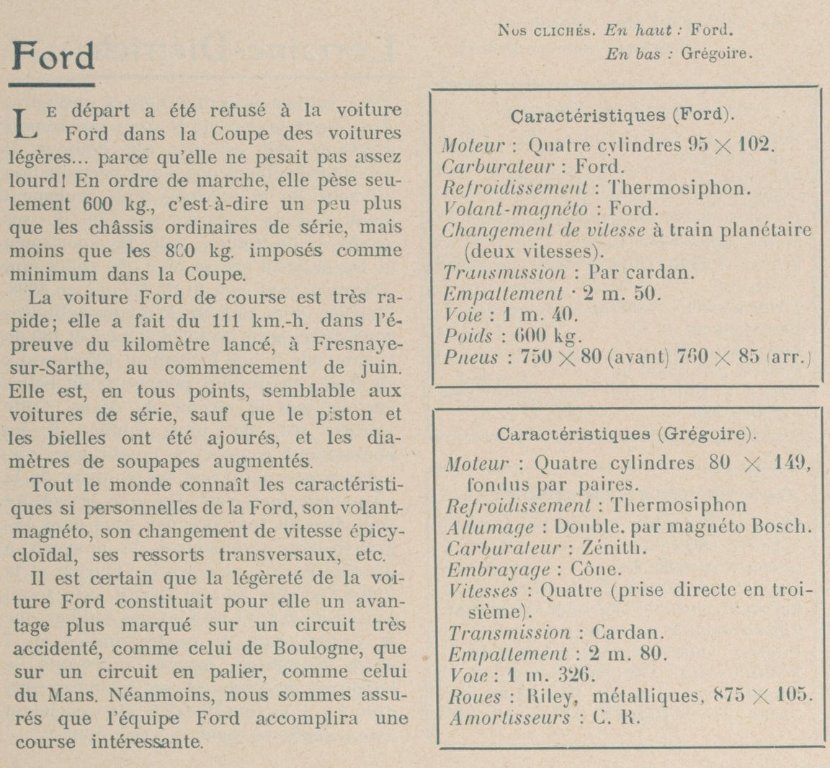 Ford
LE départ a été refusé à la voiture
Ford dans la Coupe des voitures
légères... parce qu'elle ne pesait pas assez
lourd! En ordre de marche, elle pèse seu-
lement 600 kg., c'est-à-dire un peu plus
que les châssis ordinaires de série, mais
moins que les 800 kg. imposés comme
minimum dans la Coupe.
La voiture Ford de course est très ra-
pide; elle a fait du 111 km.-h. dans l'é-
preuve du kilomètre lancé, à Fresnaye-
sur-Sarthe, au commencement de juin.
Elle est, en tous points, semblable aux
voitures de série, sauf que le piston et
les bielles ont été ajourés, et les dia-
mètres de soupapes augmentés.
Tout le monde connaît les caractéristi-
ques si personnelles de la Ford, son volant-
magnéto, son changement de vitesse épicy-
cloïdal, ses ressorts transversaux, etc.
Il est certain que la légèreté de la voi-
ture Ford constituait pour elle un avan-
tage plus marqué sur un circuit très
accidenté, comme celui de Boulogne, que
sur un circuit en palier, comme celui
du Mans. Néanmoins, nous sommes assu-
rés que l'équipe Ford accomplira une
course intéressante.
Nos clichés. En haut : Ford.
En bas : Grégoire.
Caractéristiques (Ford).
Moteur : Quatre cylindres 95 × 102.
Carburateur : Ford.
Refroidissement : Thermosiphon.
Volant-magnéto : Ford.
Changement de vitesse à train planétaire
(deux vitesses).
Transmission : Par cardan.
Empattement : 2 m. 50.
Voie : 1 m. 40.
Poids : 600 kg.
Pneus : 750 × 80 (avant) 760 × 85 (arr.)
Caractéristiques (Grégoire).
Moteur : Quatre cylindres 80 × 149,
fondus par paires.
Refroidissement : Thermosiphon
Allumage : Double, par magnéto Bosch.
Carburateur : Zénith.
Embrayage : Cône.
Vitesses : Quatre (prise directe en troi-
sième).
Transmission : Cardan.
Empattement : 2 m. 80.
Voie : 1 m. 326.
Roues : Riley, métalliques, 875 × 105.
Amortisseurs : C. R.